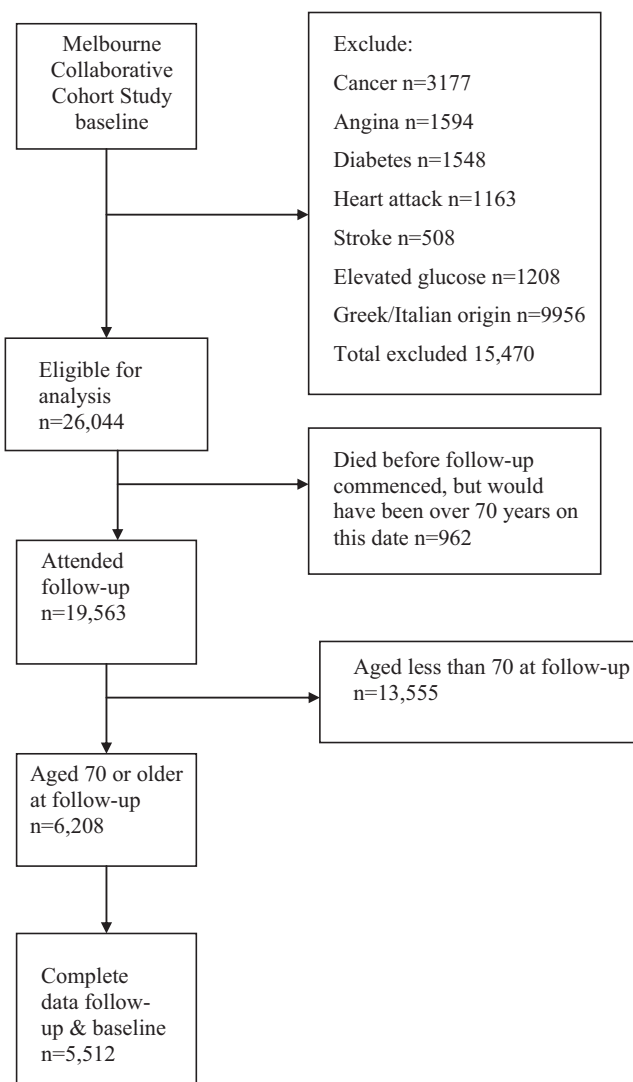 Melbourne
Collaborative
Cohort Study
baseline
Exclude:
Cancer n=3177
Angina n=1594
Diabetes n=1548
Heart attack n=1163
Stroke n=508
Elevated glucose n=1208
Greek/Italian origin n=9956
Total excluded 15,470
Eligible for
analysis
n=26,044
Died before follow-up
commenced, but would
have been over 70 years on
this date n=962
Attended
follow-up
n=19,563
Aged less than 70 at follow-up
n=13,555
Aged 70 or older
at follow-up
n=6,208
Complete
data follow-
up & baseline
n=5,512